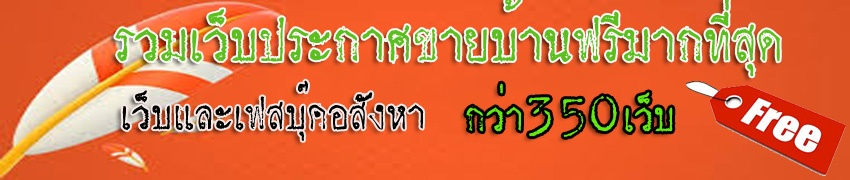 รวมเว็บประกาศขายบ้านฟรีมากที่สุด
เว็บและเฟสบุ๊คอสังหา กว่า350เว็บ
Free